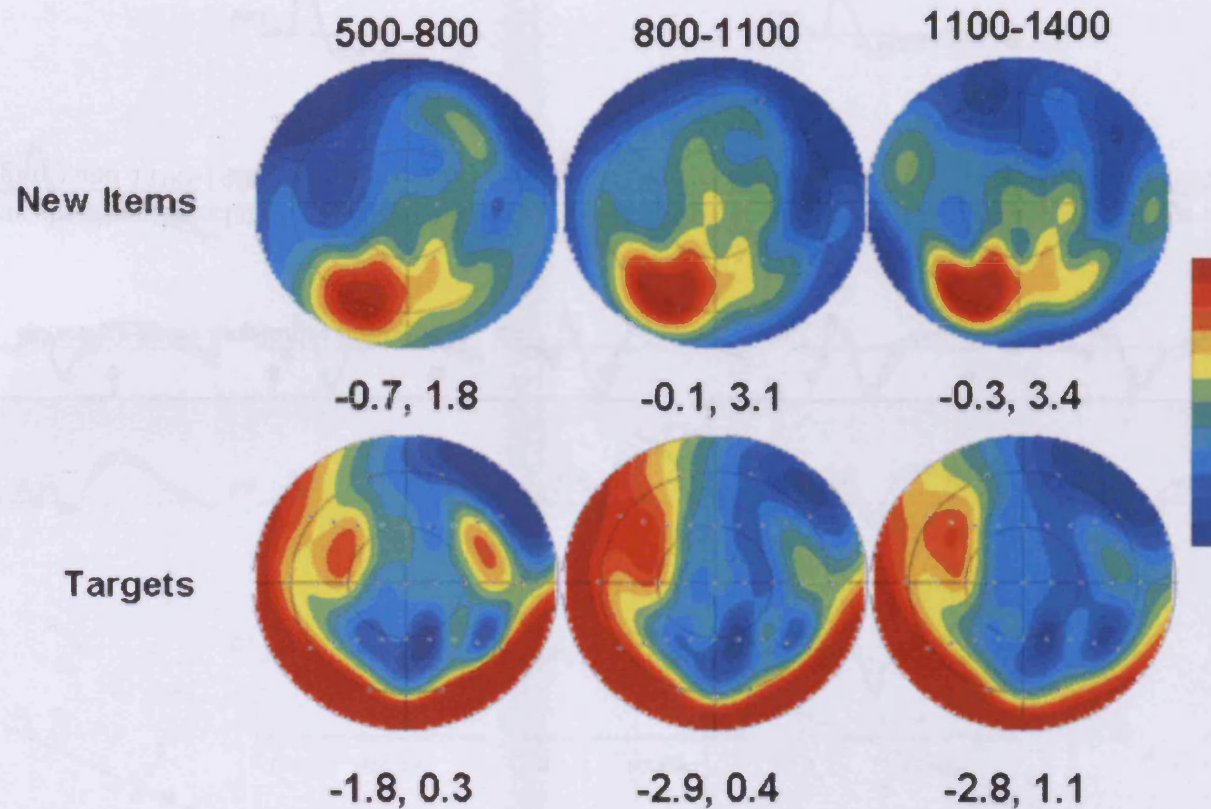 500-800 800-1100 1100-1400
New Items
-0.7, 1.8 -0.1, 3.1 -0.3, 3.4
Targets
-1.8, 0.3 -2.9, 0.4 -2.8, 1.1